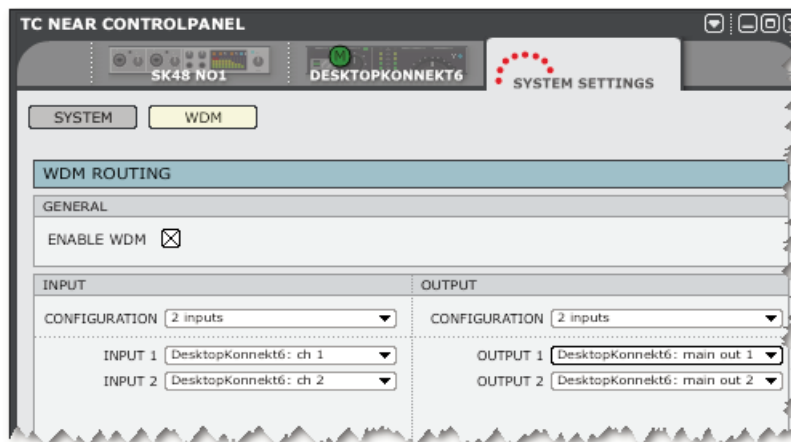 TC NEAR CONTROLPANEL
SK48 NO1
M
DESKTOPKONNEKT6
SYSTEM SETTINGS
SYSTEM WDM
WDM ROUTING
GENERAL
ENABLE WDM
INPUT OUTPUT
CONFIGURATION 2 inputs CONFIGURATION 2 inputs
INPUT 1 DesktopKonnekt6: ch 1 OUTPUT 1 DesktopKonnekt6: main out 1
INPUT 2 DesktopKonnekt6: ch 2 OUTPUT 2 DesktopKonnekt6: main out 2